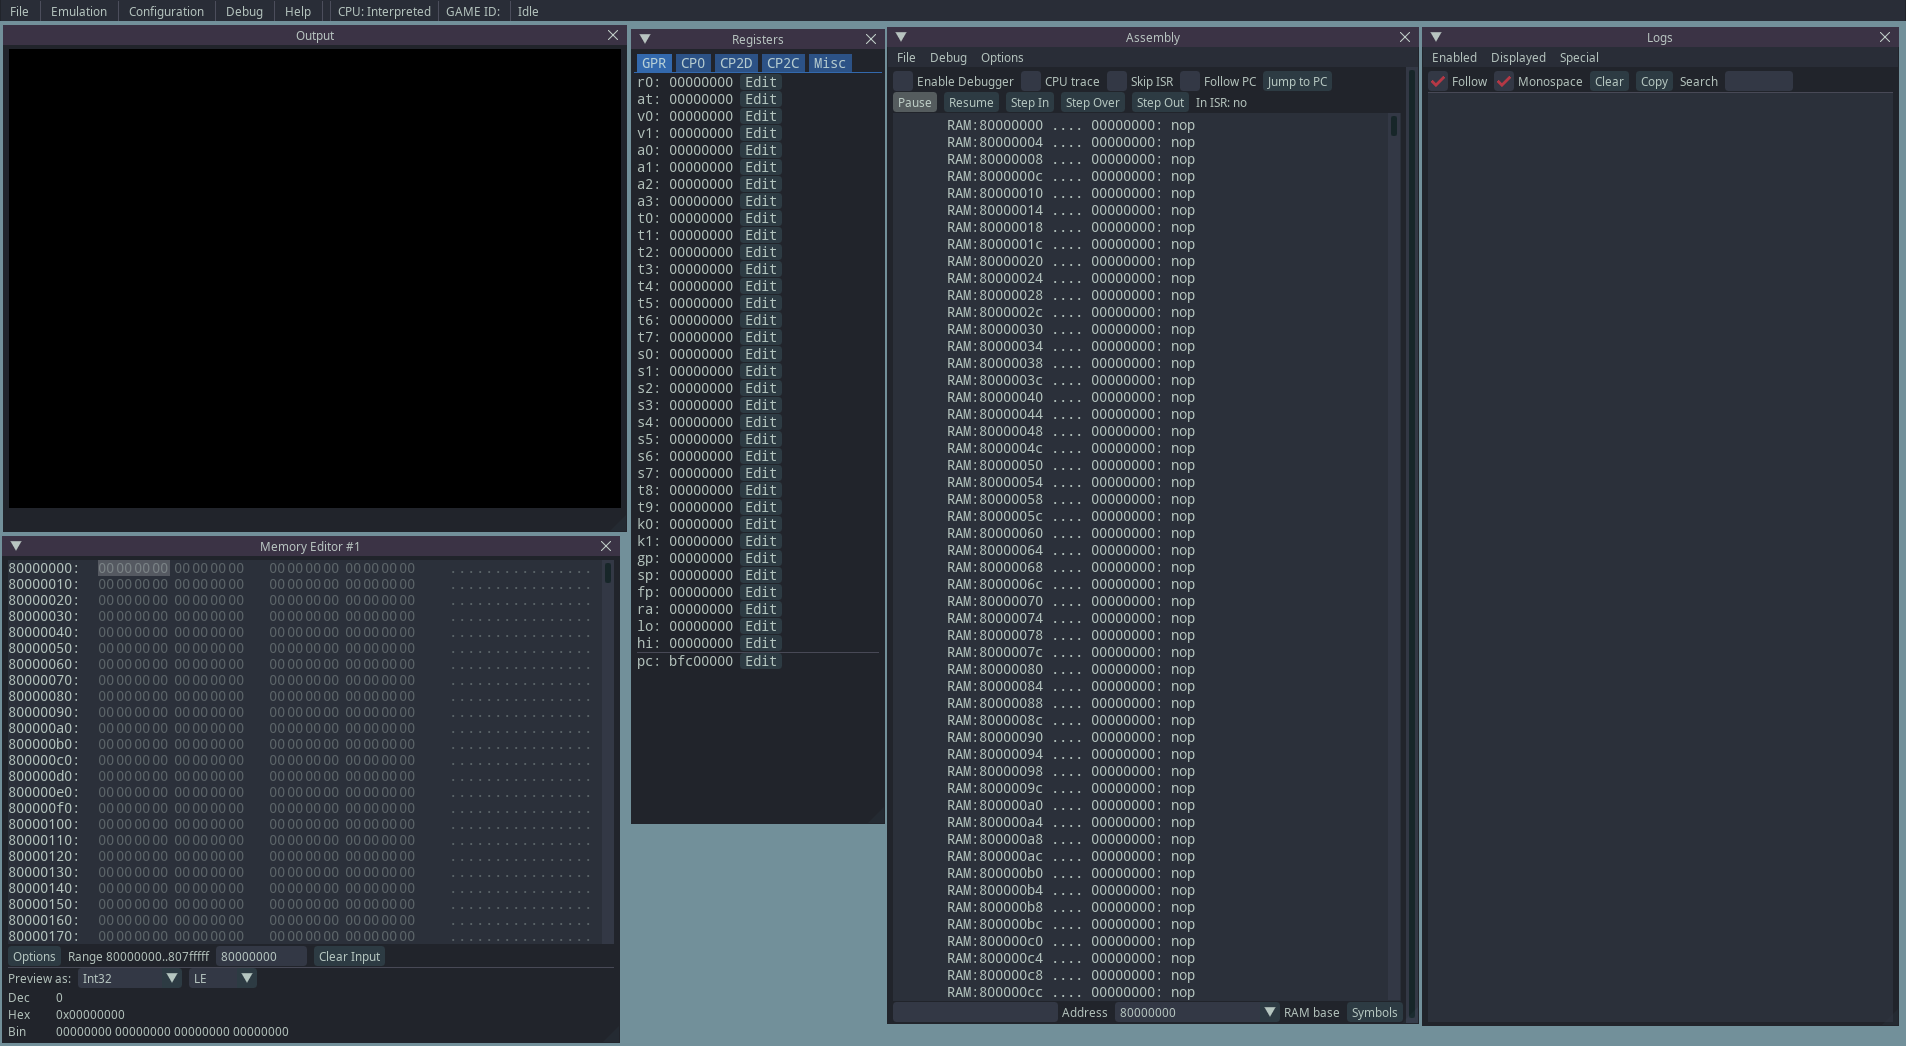 File Emulation Configuration Debug Help CPU: Interpreted GAME ID: Idle
Output
Registers
GPR CP0 CP2D CP2C Misc
r0: 00000000 Edit
at: 00000000 Edit
v0: 00000000 Edit
v1: 00000000 Edit
a0: 00000000 Edit
a1: 00000000 Edit
a2: 00000000 Edit
a3: 00000000 Edit
t0: 00000000 Edit
t1: 00000000 Edit
t2: 00000000 Edit
t3: 00000000 Edit
t4: 00000000 Edit
t5: 00000000 Edit
t6: 00000000 Edit
t7: 00000000 Edit
s0: 00000000 Edit
s1: 00000000 Edit
s2: 00000000 Edit
s3: 00000000 Edit
s4: 00000000 Edit
s5: 00000000 Edit
s6: 00000000 Edit
s7: 00000000 Edit
t8: 00000000 Edit
t9: 00000000 Edit
k0: 00000000 Edit
k1: 00000000 Edit
gp: 00000000 Edit
sp: 00000000 Edit
fp: 00000000 Edit
ra: 00000000 Edit
lo: 00000000 Edit
hi: 00000000 Edit
pc: bfc00000 Edit
Assembly
File Debug Options
Enable Debugger CPU trace Skip ISR Follow PC Jump to PC
Pause Resume Step In Step Over Step Out In ISR: no
RAM:80000000 .... 00000000: nop
RAM:80000004 .... 00000000: nop
RAM:80000008 .... 00000000: nop
RAM:8000000c .... 00000000: nop
RAM:80000010 .... 00000000: nop
RAM:80000014 .... 00000000: nop
RAM:80000018 .... 00000000: nop
RAM:8000001c .... 00000000: nop
RAM:80000020 .... 00000000: nop
RAM:80000024 .... 00000000: nop
RAM:80000028 .... 00000000: nop
RAM:8000002c .... 00000000: nop
RAM:80000030 .... 00000000: nop
RAM:80000034 .... 00000000: nop
RAM:80000038 .... 00000000: nop
RAM:8000003c .... 00000000: nop
RAM:80000040 .... 00000000: nop
RAM:80000044 .... 00000000: nop
RAM:80000048 .... 00000000: nop
RAM:8000004c .... 00000000: nop
RAM:80000050 .... 00000000: nop
RAM:80000054 .... 00000000: nop
RAM:80000058 .... 00000000: nop
RAM:8000005c .... 00000000: nop
RAM:80000060 .... 00000000: nop
RAM:80000064 .... 00000000: nop
RAM:80000068 .... 00000000: nop
RAM:8000006c .... 00000000: nop
RAM:80000070 .... 00000000: nop
RAM:80000074 .... 00000000: nop
RAM:80000078 .... 00000000: nop
RAM:8000007c .... 00000000: nop
RAM:80000080 .... 00000000: nop
RAM:80000084 .... 00000000: nop
RAM:80000088 .... 00000000: nop
RAM:8000008c .... 00000000: nop
RAM:80000090 .... 00000000: nop
RAM:80000094 .... 00000000: nop
RAM:80000098 .... 00000000: nop
RAM:8000009c .... 00000000: nop
RAM:800000a0 .... 00000000: nop
RAM:800000a4 .... 00000000: nop
RAM:800000a8 .... 00000000: nop
RAM:800000ac .... 00000000: nop
RAM:800000b0 .... 00000000: nop
RAM:800000b4 .... 00000000: nop
RAM:800000b8 .... 00000000: nop
RAM:800000bc .... 00000000: nop
RAM:800000c0 .... 00000000: nop
RAM:800000c4 .... 00000000: nop
RAM:800000c8 .... 00000000: nop
RAM:800000cc .... 00000000: nop
Address 80000000 RAM base Symbols
Logs
Enabled Displayed Special
Follow Monospace Clear Copy Search
Memory Editor #1
80000000: 00 00 00 00 00 00 00 00 00 00 00 00 00 00 00 00 ................
80000010: 00 00 00 00 00 00 00 00 00 00 00 00 00 00 00 00 ................
80000020: 00 00 00 00 00 00 00 00 00 00 00 00 00 00 00 00 ................
80000030: 00 00 00 00 00 00 00 00 00 00 00 00 00 00 00 00 ................
80000040: 00 00 00 00 00 00 00 00 00 00 00 00 00 00 00 00 ................
80000050: 00 00 00 00 00 00 00 00 00 00 00 00 00 00 00 00 ................
80000060: 00 00 00 00 00 00 00 00 00 00 00 00 00 00 00 00 ................
80000070: 00 00 00 00 00 00 00 00 00 00 00 00 00 00 00 00 ................
80000080: 00 00 00 00 00 00 00 00 00 00 00 00 00 00 00 00 ................
80000090: 00 00 00 00 00 00 00 00 00 00 00 00 00 00 00 00 ................
800000a0: 00 00 00 00 00 00 00 00 00 00 00 00 00 00 00 00 ................
800000b0: 00 00 00 00 00 00 00 00 00 00 00 00 00 00 00 00 ................
800000c0: 00 00 00 00 00 00 00 00 00 00 00 00 00 00 00 00 ................
800000d0: 00 00 00 00 00 00 00 00 00 00 00 00 00 00 00 00 ................
800000e0: 00 00 00 00 00 00 00 00 00 00 00 00 00 00 00 00 ................
800000f0: 00 00 00 00 00 00 00 00 00 00 00 00 00 00 00 00 ................
80000100: 00 00 00 00 00 00 00 00 00 00 00 00 00 00 00 00 ................
80000110: 00 00 00 00 00 00 00 00 00 00 00 00 00 00 00 00 ................
80000120: 00 00 00 00 00 00 00 00 00 00 00 00 00 00 00 00 ................
80000130: 00 00 00 00 00 00 00 00 00 00 00 00 00 00 00 00 ................
80000140: 00 00 00 00 00 00 00 00 00 00 00 00 00 00 00 00 ................
80000150: 00 00 00 00 00 00 00 00 00 00 00 00 00 00 00 00 ................
80000160: 00 00 00 00 00 00 00 00 00 00 00 00 00 00 00 00 ................
80000170: 00 00 00 00 00 00 00 00 00 00 00 00 00 00 00 00 ................
Options Range 80000000..807fffff 80000000 Clear Input
Preview as: Int32 LE
Dec 0
Hex 0x00000000
Bin 00000000 00000000 00000000 00000000